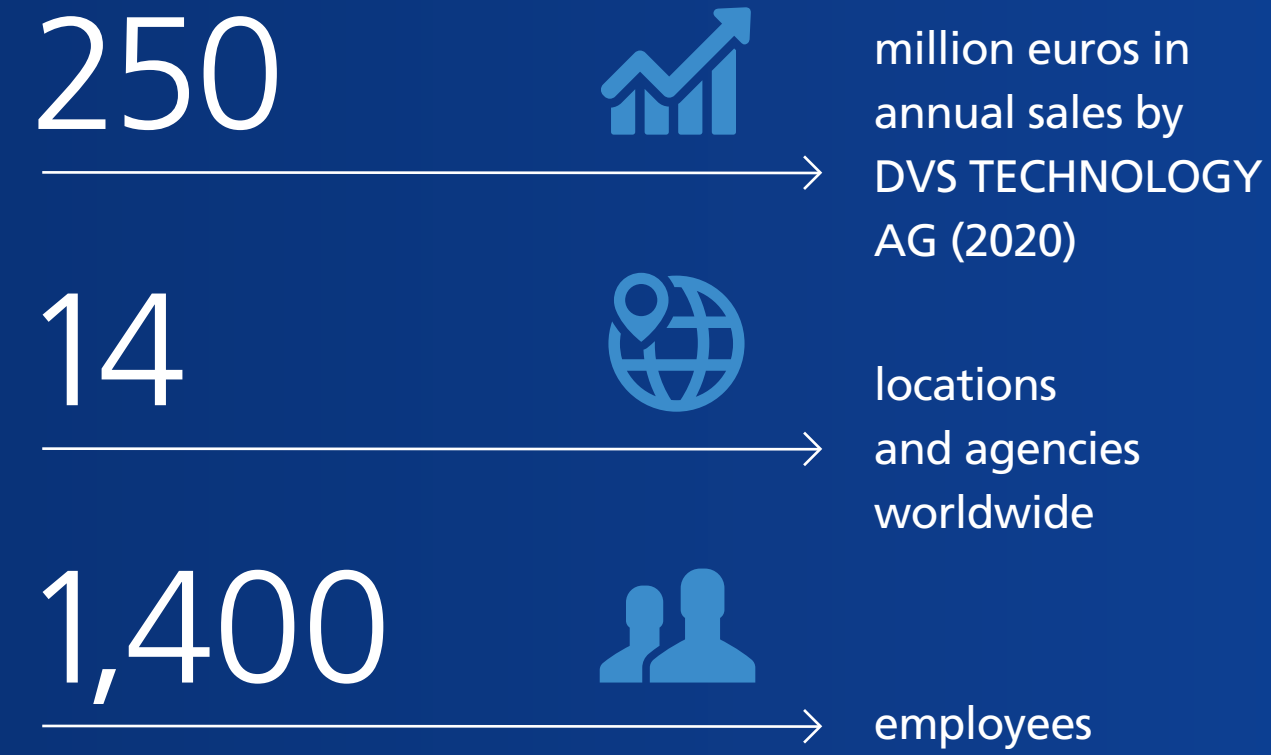 250
million euros in
annual sales by
DVS TECHNOLOGY
AG (2020)
14
locations
and agencies
worldwide
1,400
employees